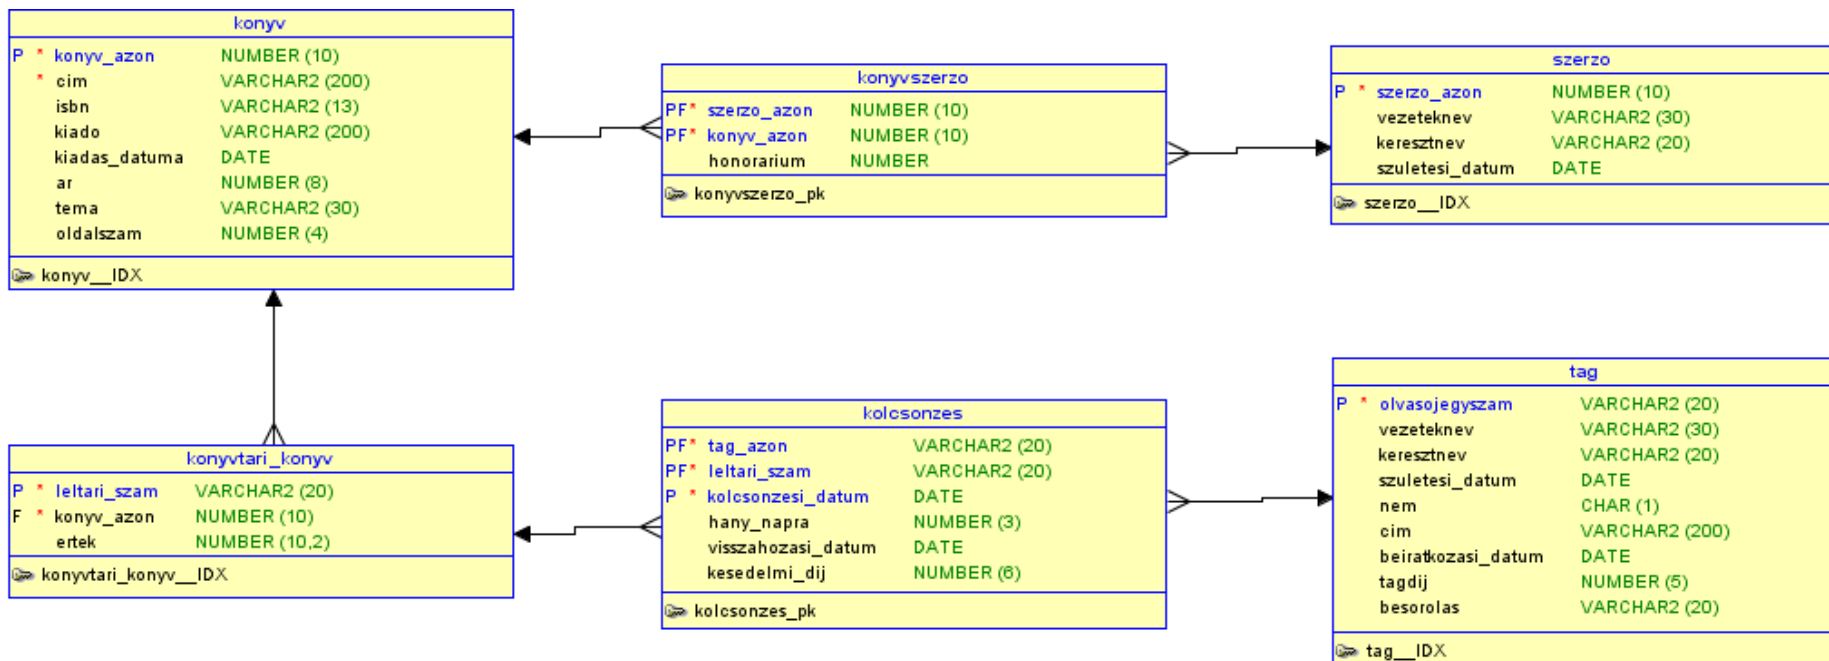 konyv
P * konyv_azon NUMBER (10)
* cim VARCHAR2 (200)
isbn VARCHAR2 (13)
kiado VARCHAR2 (200)
kiadas_datuma DATE
ar NUMBER (8)
tema VARCHAR2 (30)
oldalszam NUMBER (4)
konyv__IDX
konyvszerzo
PF* szerzo_azon NUMBER (10)
PF* konyv_azon NUMBER (10)
honorarium NUMBER
konyvszerzo_pk
szerzo
P * szerzo_azon NUMBER (10)
vezeteknev VARCHAR2 (30)
keresztnev VARCHAR2 (20)
szuletesi_datum DATE
szerzo__IDX
konyvtari_konyv
P * leltari_szam VARCHAR2 (20)
F * konyv_azon NUMBER (10)
ertek NUMBER (10,2)
konyvtari_konyv__IDX
kolcsonzes
PF* tag_azon VARCHAR2 (20)
PF* leltari_szam VARCHAR2 (20)
P * kolcsonzesi_datum DATE
hany_napra NUMBER (3)
visszahozasi_datum DATE
kesedelmi_dij NUMBER (6)
kolcsonzes_pk
tag
P * olvasojegyszam VARCHAR2 (20)
vezeteknev VARCHAR2 (30)
keresztnev VARCHAR2 (20)
szuletesi_datum DATE
nem CHAR (1)
cim VARCHAR2 (200)
beiratkozasi_datum DATE
tagdij NUMBER (5)
besorolas VARCHAR2 (20)
tag__IDX